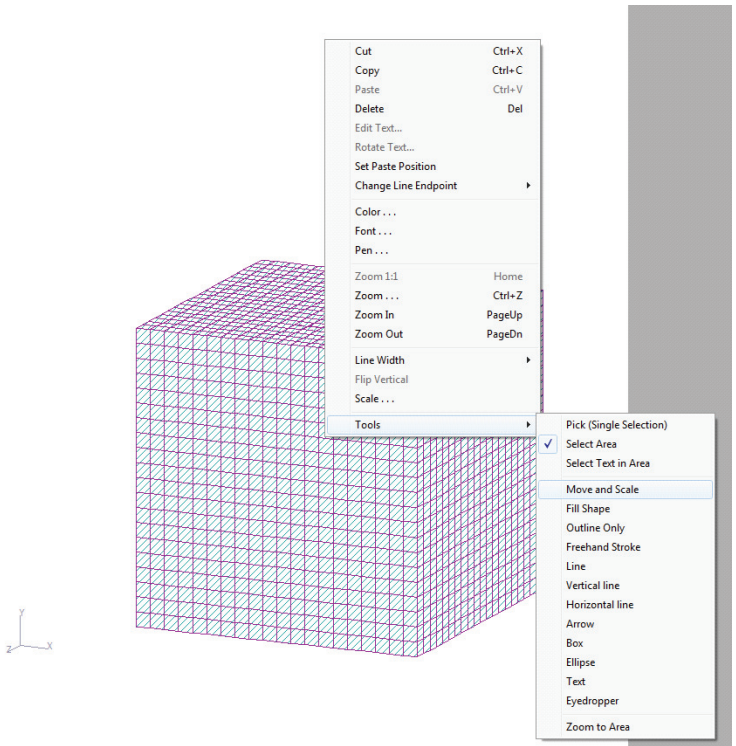 Cut Ctrl+X
Copy Ctrl+C
Paste Ctrl+V
Delete Del
Edit Text...
Rotate Text...
Set Paste Position
Change Line Endpoint
Color . . .
Font . . .
Pen . . .
Zoom 1:1 Home
Zoom . . . Ctrl+Z
Zoom In PageUp
Zoom Out PageDn
Line Width
Flip Vertical
Scale . . .
Tools
Pick (Single Selection)
Select Area
Select Text in Area
Move and Scale
Fill Shape
Outline Only
Freehand Stroke
Line
Vertical line
Horizontal line
Arrow
Box
Ellipse
Text
Eyedropper
Zoom to Area
Y
Z X